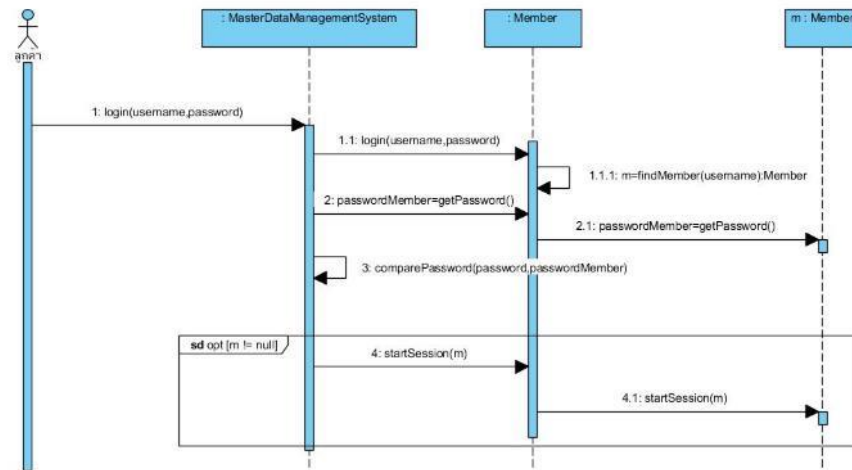 : MasterDataManagementSystem
: Member
m : Member
ลูกค้า
1: login(username,password)
1.1: login(username,password)
1.1.1: m=findMember(username):Member
2: passwordMember=getPassword()
2.1: passwordMember=getPassword()
3: comparePassword(password,passwordMember)
sd opt [m != null]
4: startSession(m)
4.1: startSession(m)